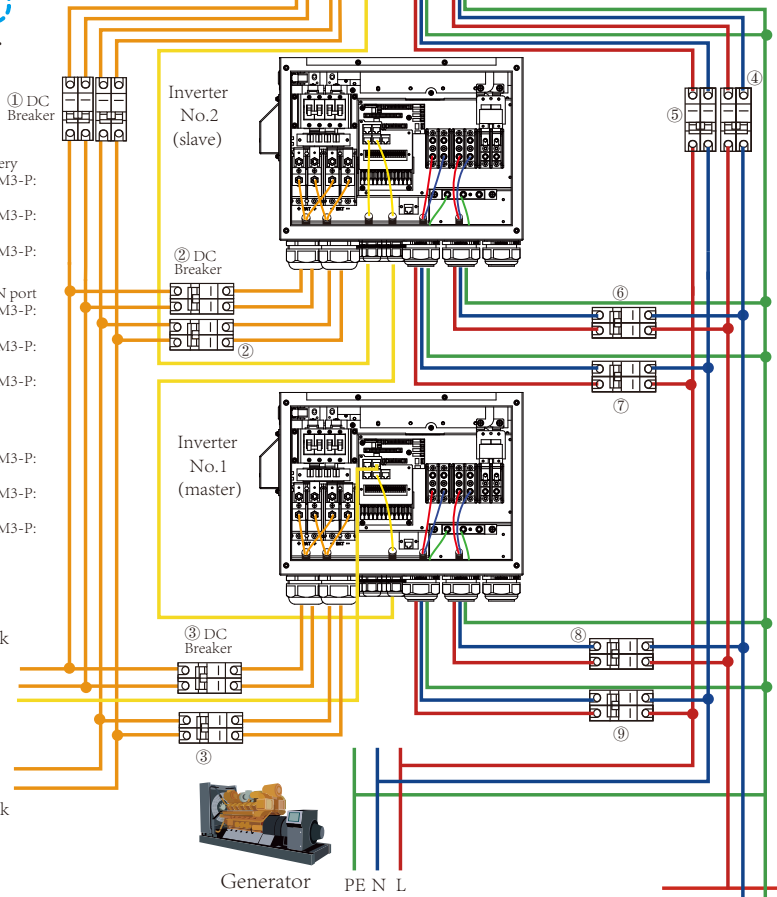 ① DC
Breaker
Inverter
No.2
(slave)
④
⑤
ery
M3-P:
M3-P:
M3-P:
② DC
Breaker
N port
M3-P:
②
M3-P:
M3-P:
⑥
⑦
Inverter
No.1
(master)
M3-P:
M3-P:
M3-P:
k
③ DC
Breaker
⑧
③
⑨
k
Generator
PE N L